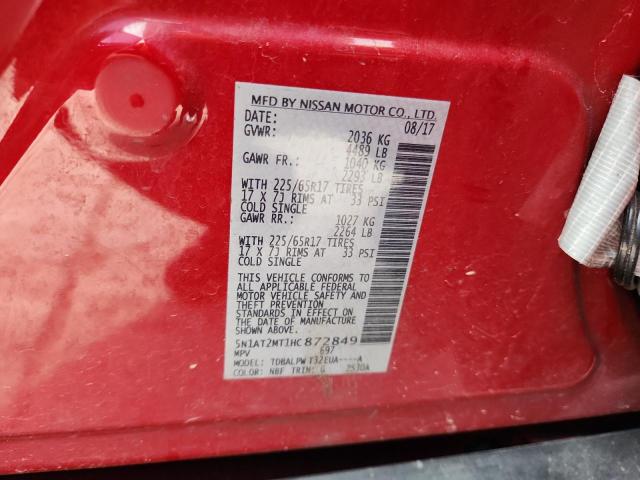 MFD BY NISSAN MOTOR CO., LTD.
DATE: 08/17
GVWR: 2036 KG
4489 LB
GAWR FR.: 1040 KG
2293 LB
WITH 225/65R17 TIRES
17 X 7J RIMS AT 33 PSI
COLD SINGLE
GAWR RR.: 1027 KG
2264 LB
WITH 225/65R17 TIRES
17 X 7J RIMS AT 33 PSI
COLD SINGLE
THIS VEHICLE CONFORMS TO
ALL APPLICABLE FEDERAL
MOTOR VEHICLE SAFETY AND
THEFT PREVENTION
STANDARDS IN EFFECT ON
THE DATE OF MANUFACTURE
SHOWN ABOVE.
5N1AT2MT1HC872849
MPV 697
MODEL: TDBALPW T32EUA----A
COLOR: NBF TRIM: G